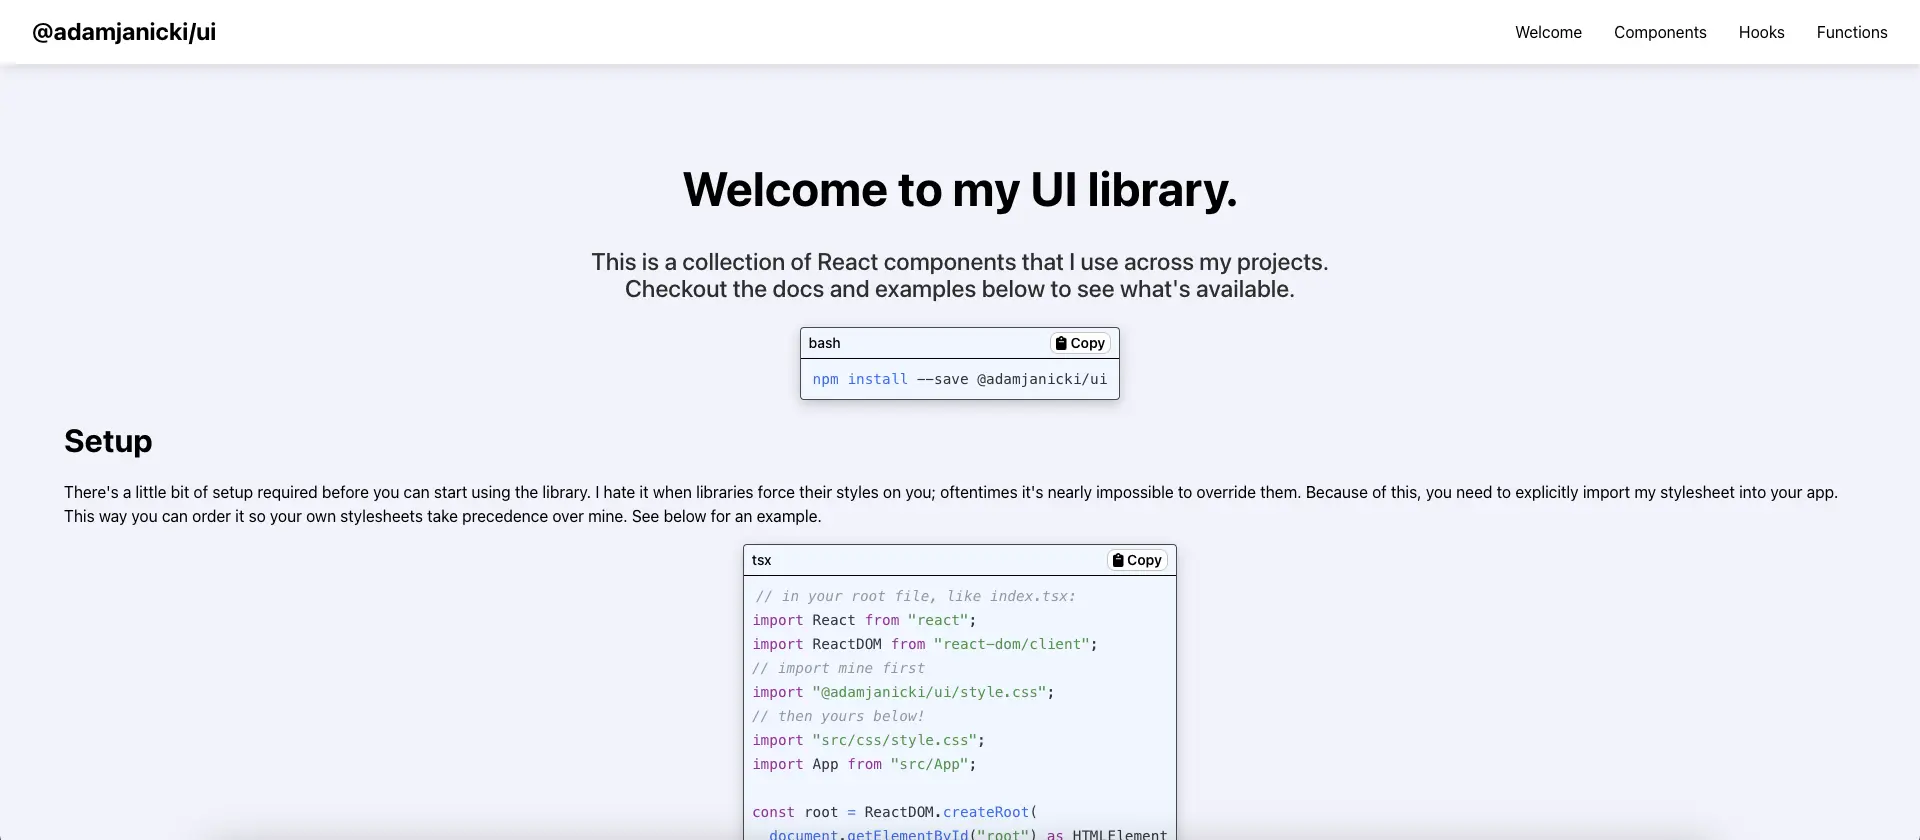 @adamjanicki/ui
Welcome Components Hooks Functions
Welcome to my UI library.
This is a collection of React components that I use across my projects.
Checkout the docs and examples below to see what's available.
bash Copy
npm install --save @adamjanicki/ui
Setup
There's a little bit of setup required before you can start using the library. I hate it when libraries force their styles on you; oftentimes it's nearly impossible to override them. Because of this, you need to explicitly import my stylesheet into your app.
This way you can order it so your own stylesheets take precedence over mine. See below for an example.
tsx Copy
// in your root file, like index.tsx:
import React from "react";
import ReactDOM from "react-dom/client";
// import mine first
import "@adamjanicki/ui/style.css";
// then yours below!
import "src/css/style.css";
import App from "src/App";
const root = ReactDOM.createRoot(
document.getElementById("root") as HTMLElement